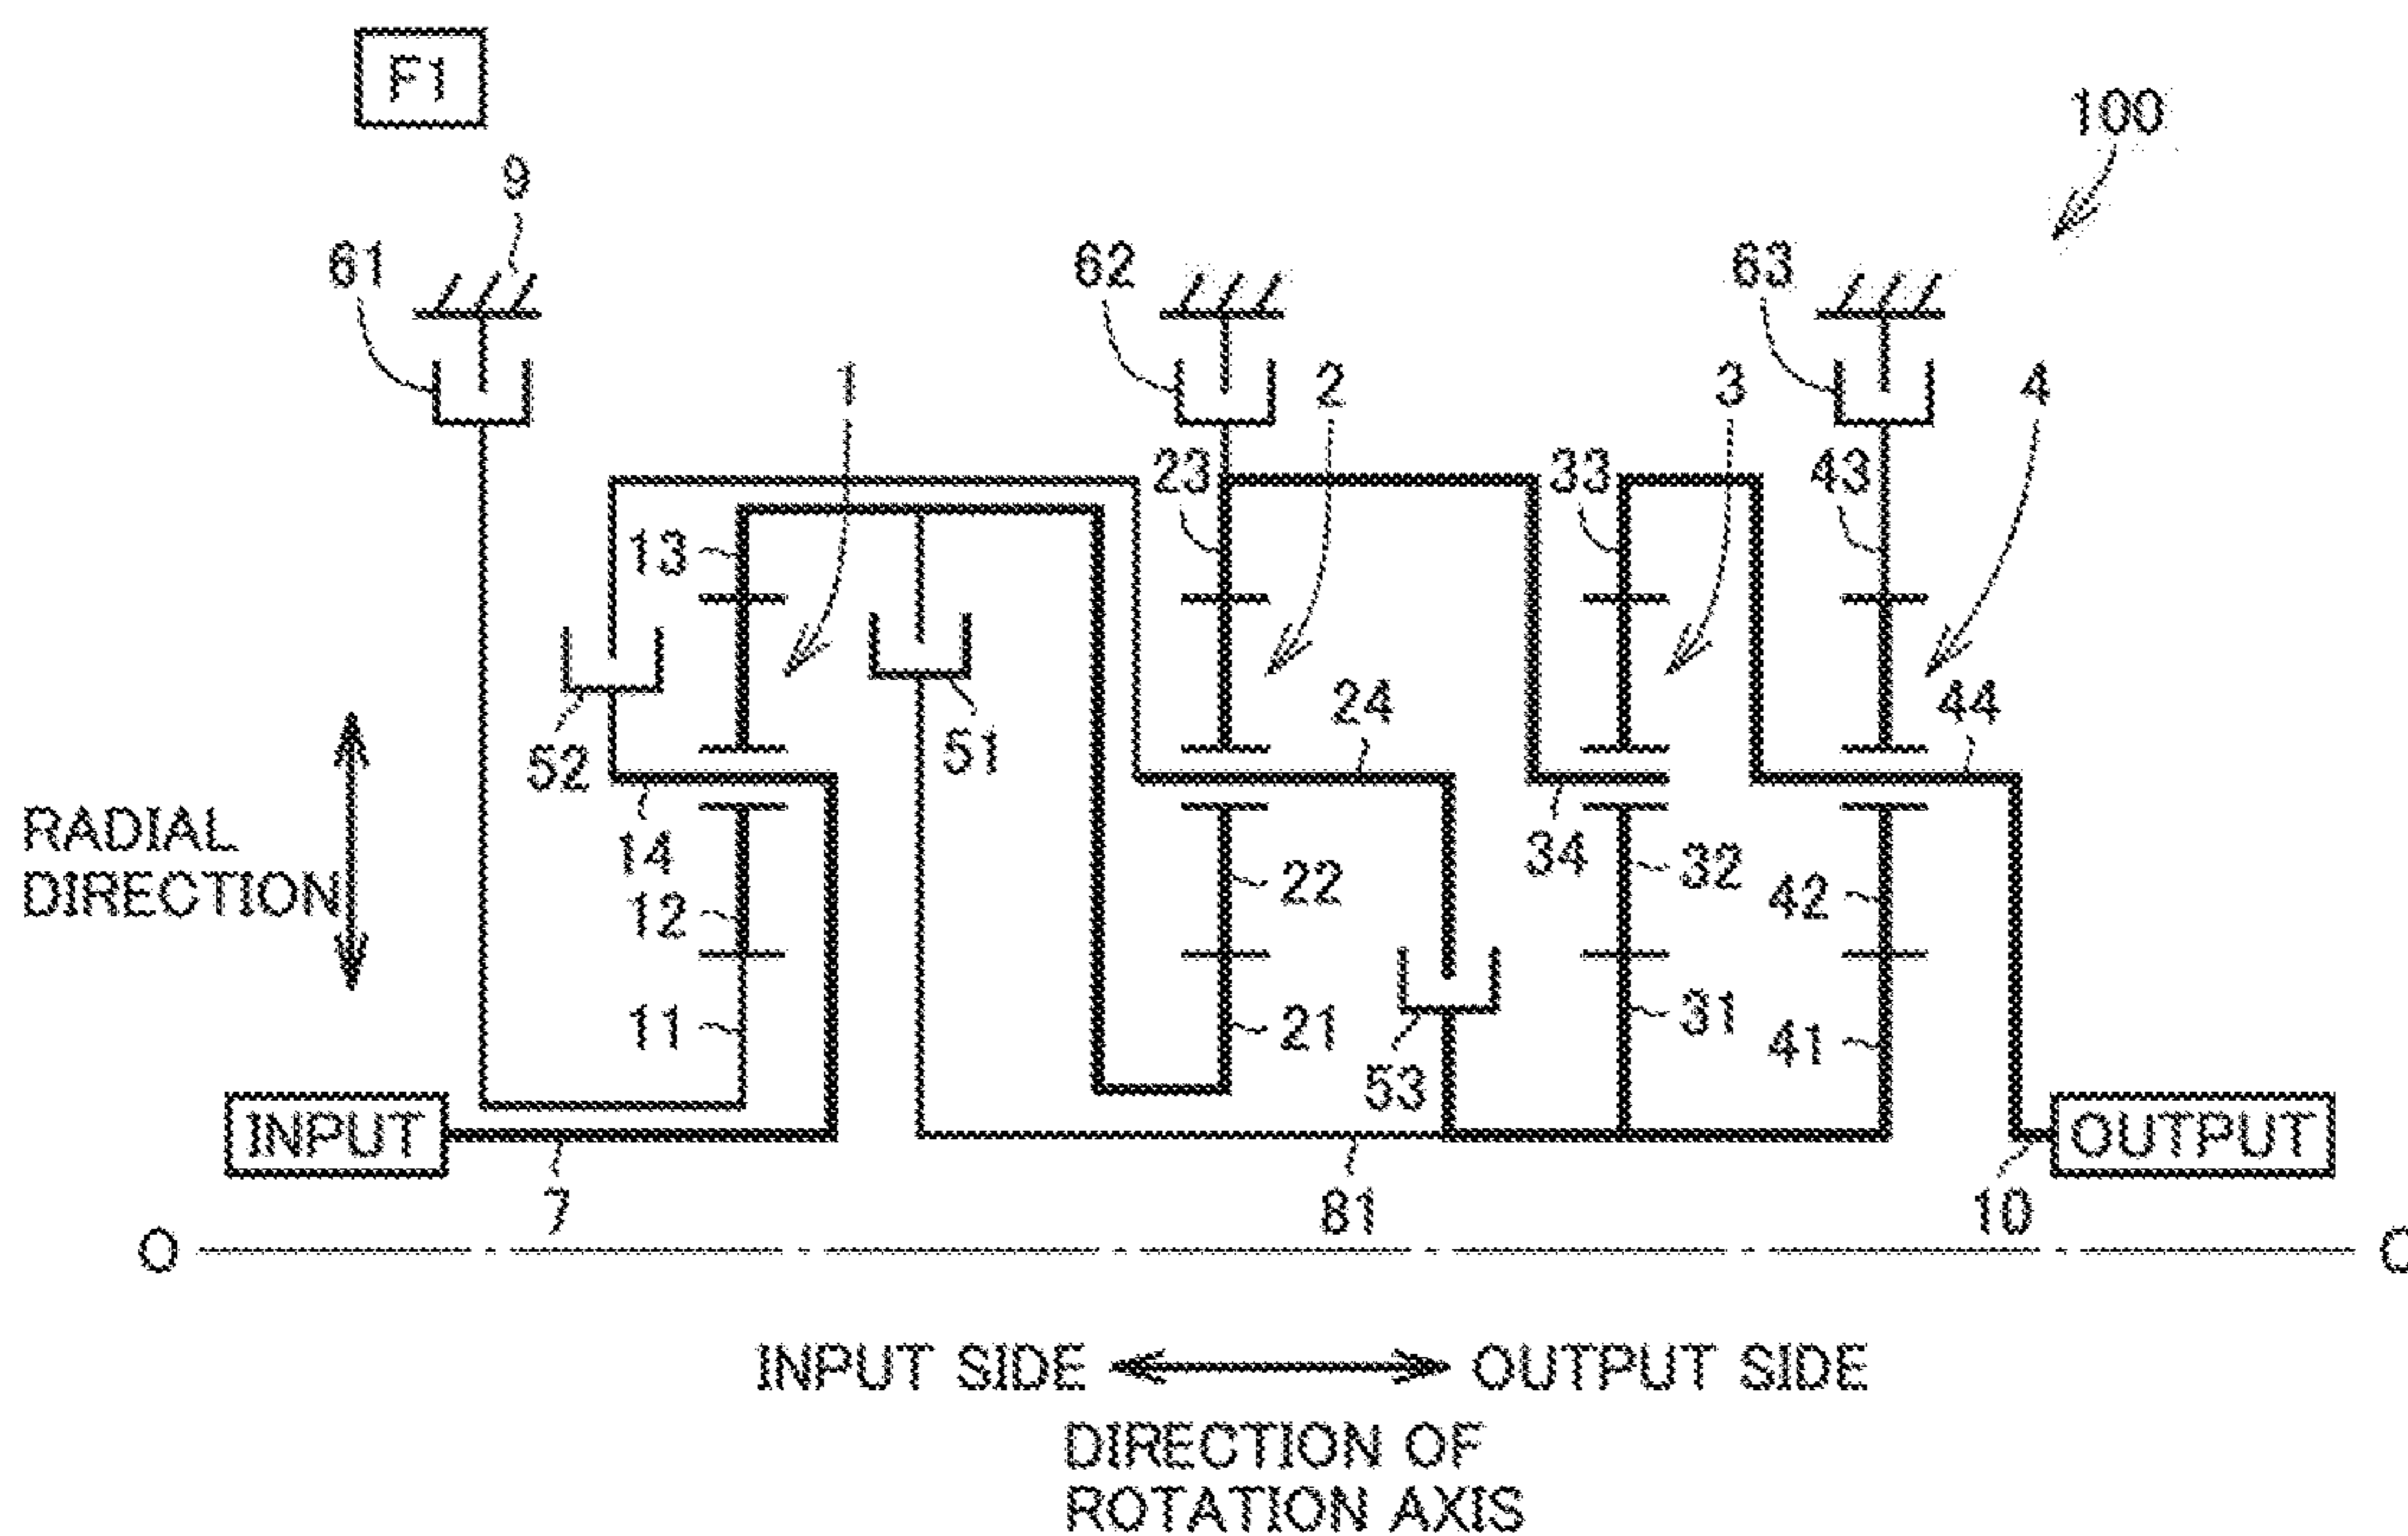 F1
100
9
61
62
63
1
2
3
4
23
33
43
13
24
44
52
51
14
34
32
22
42
12
11
21
31
41
53
INPUT
OUTPUT
7
81
10
RADIAL
DIRECTION
O
O
INPUT SIDE
OUTPUT SIDE
DIRECTION OF
ROTATION AXIS